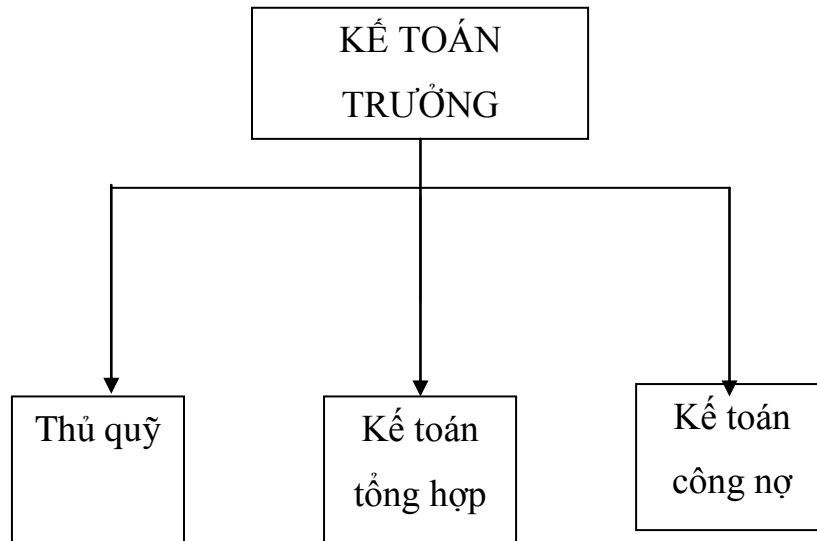 KẾ TOÁN
TRƯỞNG
Thủ quỹ
Kế toán
tổng hợp
Kế toán
công nợ